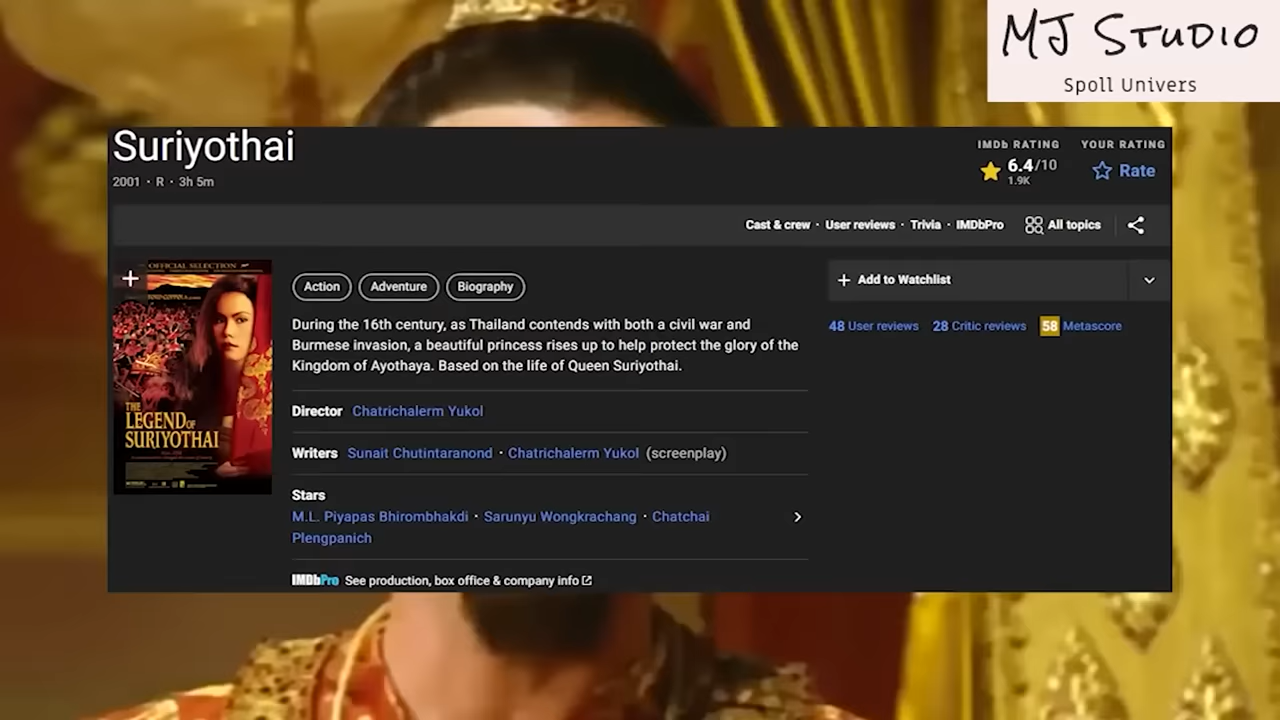 MJ STUDIO
Spoll Univers
Suriyothai
2001 · R · 3h 5m
IMDb RATING
6.4/10
1.9K
YOUR RATING
Rate
Cast & crew · User reviews · Trivia · IMDbPro
All topics
OFFICIAL SELECTION
THE
LEGEND OF
SURIYOTHAI
Action
Adventure
Biography
During the 16th century, as Thailand contends with both a civil war and
Burmese invasion, a beautiful princess rises up to help protect the glory of the
Kingdom of Ayothaya. Based on the life of Queen Suriyothai.
Director Chatrichalerm Yukol
Writers Sunait Chutintaranond · Chatrichalerm Yukol (screenplay)
Stars
M.L. Piyapas Bhirombhakdi · Sarunyu Wongkrachang · Chatchai
Plengpanich
IMDbPro See production, box office & company info
+ Add to Watchlist
48 User reviews 28 Critic reviews 58 Metascore